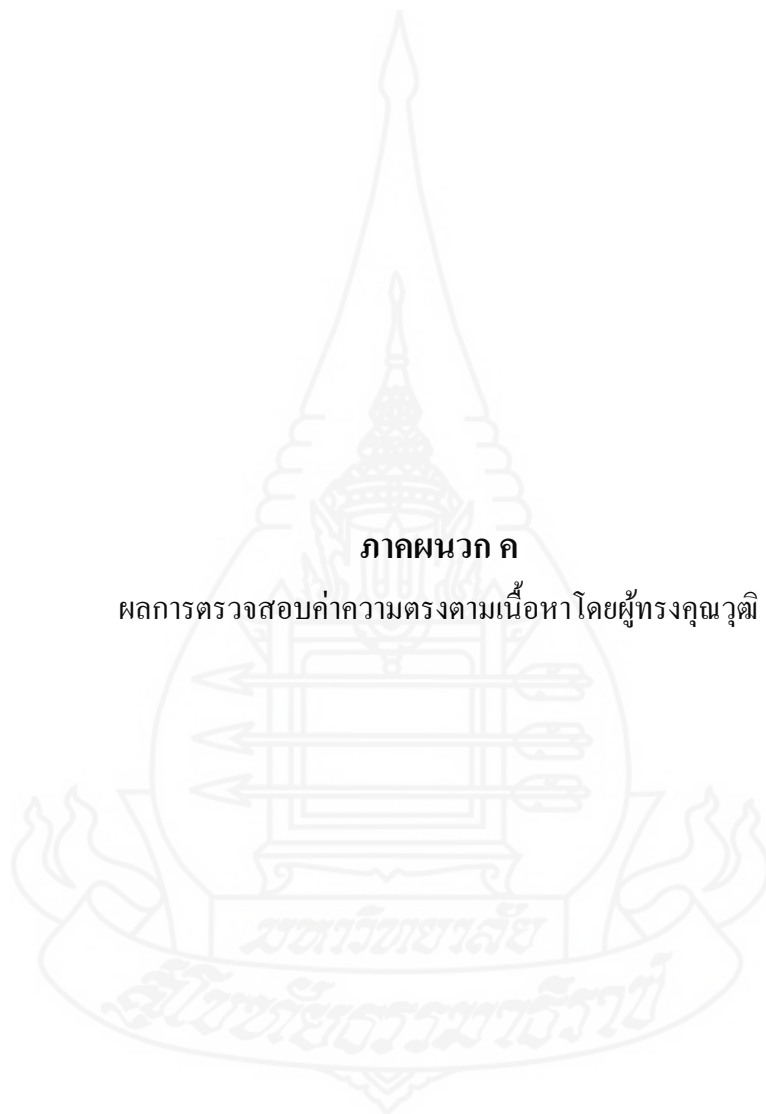 ภาคผนวก ค
ผลการตรวจสอบค่าความตรงตามเนื้อหาโดยผู้ทรงคุณวุฒิ
มหาวิทยาลัย
สุโขทัยธรรมาธิราช